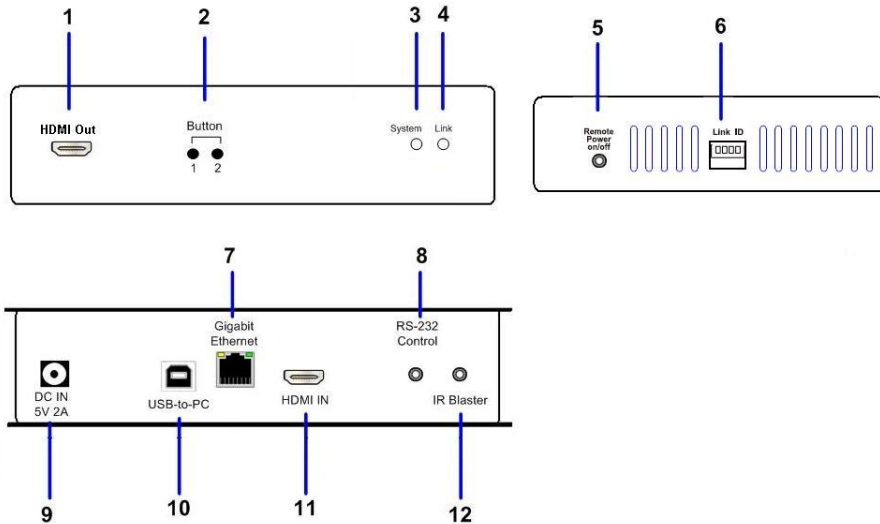 1 2 3 4
HDMI Out
Button
1 2
System Link
5 6
Remote
Power
on/off
Link ID
7 8
Gigabit
Ethernet
RS-232
Control
DC IN
5V 2A
USB-to-PC
HDMI IN
IR Blaster
9 10 11 12